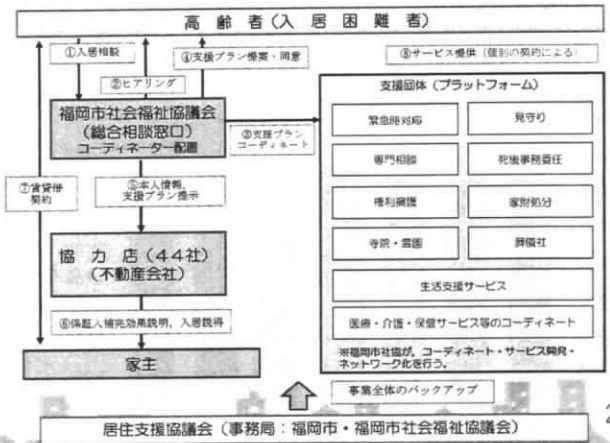 高齢者(入居困難者)
①入居相談
②ヒアリング
④支援プラン提案・同意
⑧サービス提供(個別の契約による)
福岡市社会福祉協議会
(総合相談窓口)
コーディネーター配置
③支援プラン
コーディネート
⑦賃貸借
契約
⑤本人情報、
支援プラン提示
協力店(44社)
(不動産会社)
⑥保証人補完効果説明、入居説得
家主
支援団体(プラットフォーム)
緊急時対応
見守り
専門相談
死後事務委任
権利擁護
家財処分
寺院・霊園
葬儀社
生活支援サービス
医療・介護・保健サービス等のコーディネート
※福岡市社協が、コーディネート・サービス開発・
ネットワーク化を行う。
事業全体のバックアップ
居住支援協議会(事務局:福岡市・福岡市社会福祉協議会)